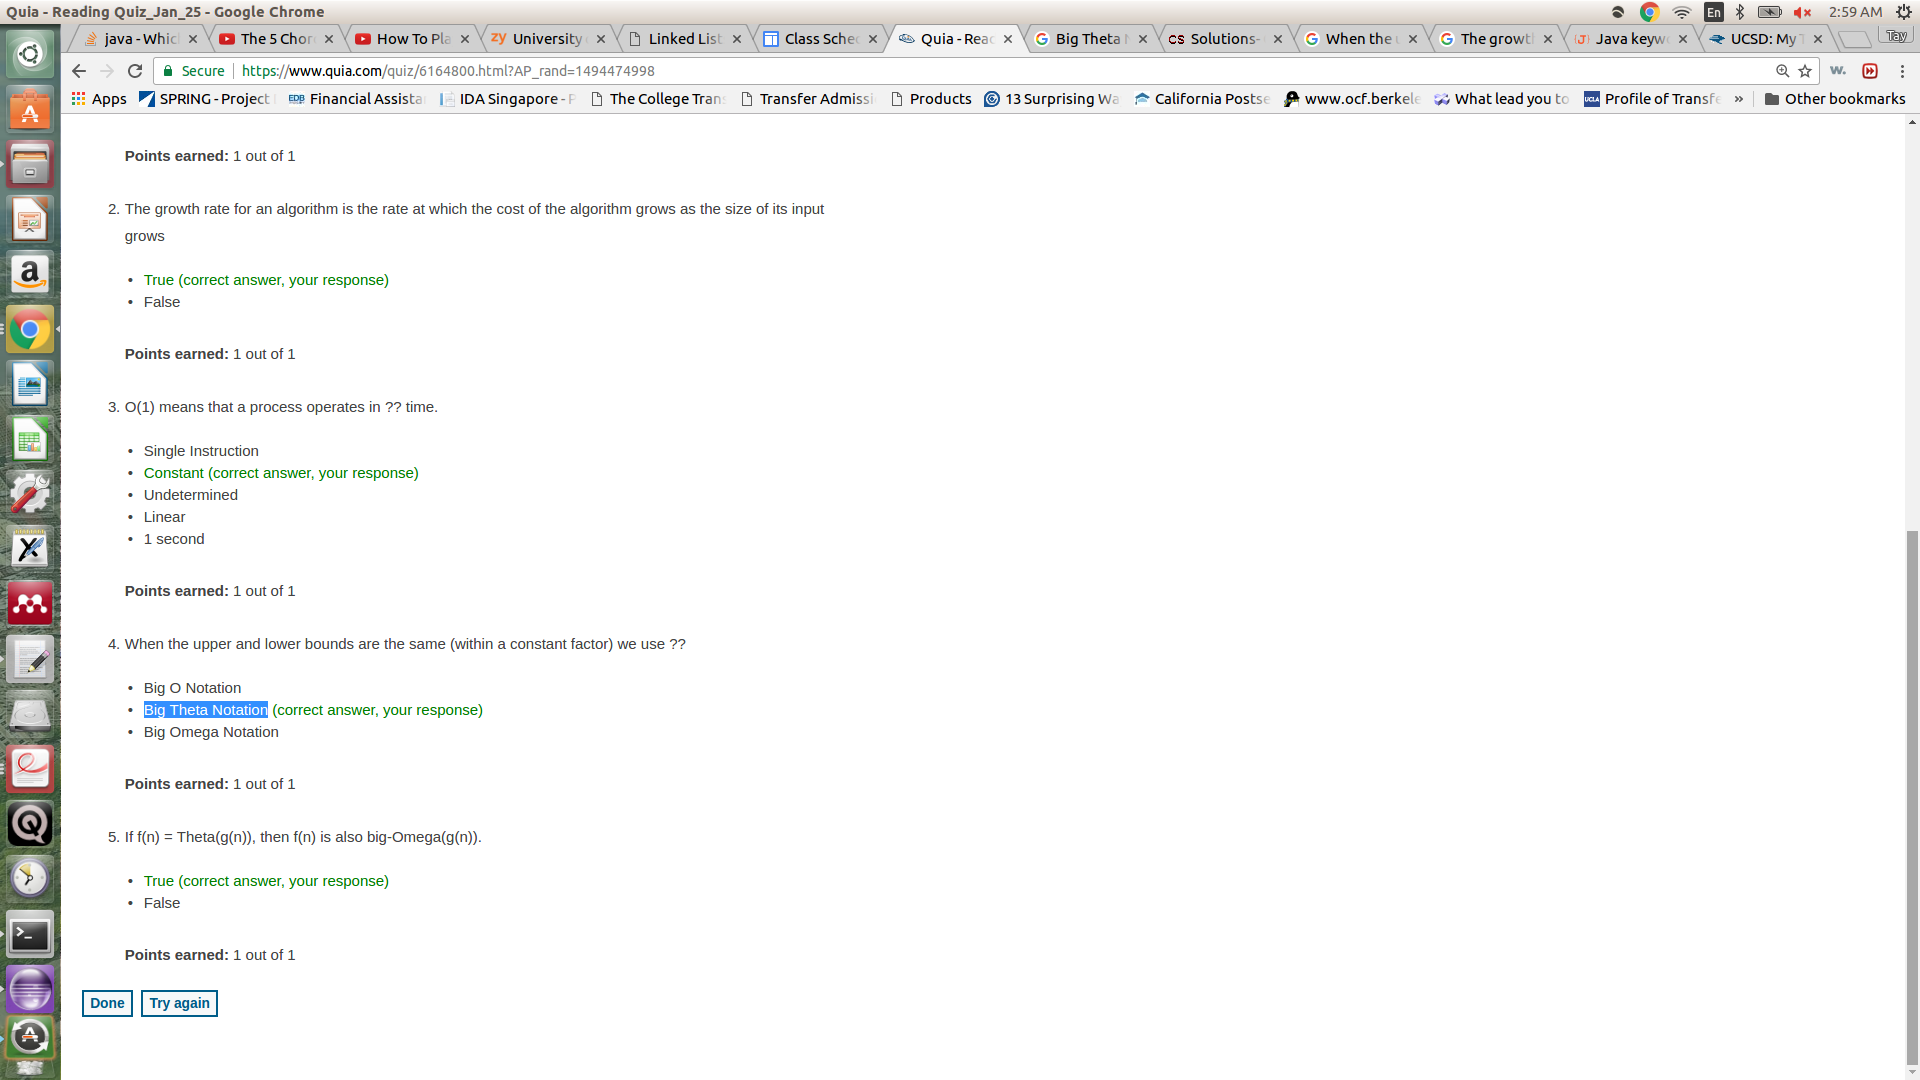 Quia - Reading Quiz_Jan_25 - Google Chrome
En
2:59 AM
java - Whic
The 5 Chor
How To Pla
University
Linked List
Class Sche
Quia - Read
Big Theta N
Solutions-
When the
The growt
Java keyw
UCSD: My T
Tay
Secure
https://www.quia.com/quiz/6164800.html?AP_rand=1494474998
Apps
SPRING - Project
Financial Assista
IDA Singapore - P
The College Tran
Transfer Admissi
Products
13 Surprising Wa
California Postse
www.ocf.berkele
What lead you to
Profile of Transfe
»
Other bookmarks
Points earned: 1 out of 1
2. The growth rate for an algorithm is the rate at which the cost of the algorithm grows as the size of its input
grows
• True (correct answer, your response)
• False
Points earned: 1 out of 1
3. O(1) means that a process operates in ?? time.
• Single Instruction
• Constant (correct answer, your response)
• Undetermined
• Linear
• 1 second
Points earned: 1 out of 1
4. When the upper and lower bounds are the same (within a constant factor) we use ??
• Big O Notation
• Big Theta Notation (correct answer, your response)
• Big Omega Notation
Points earned: 1 out of 1
5. If f(n) = Theta(g(n)), then f(n) is also big-Omega(g(n)).
• True (correct answer, your response)
• False
Points earned: 1 out of 1
Done
Try again